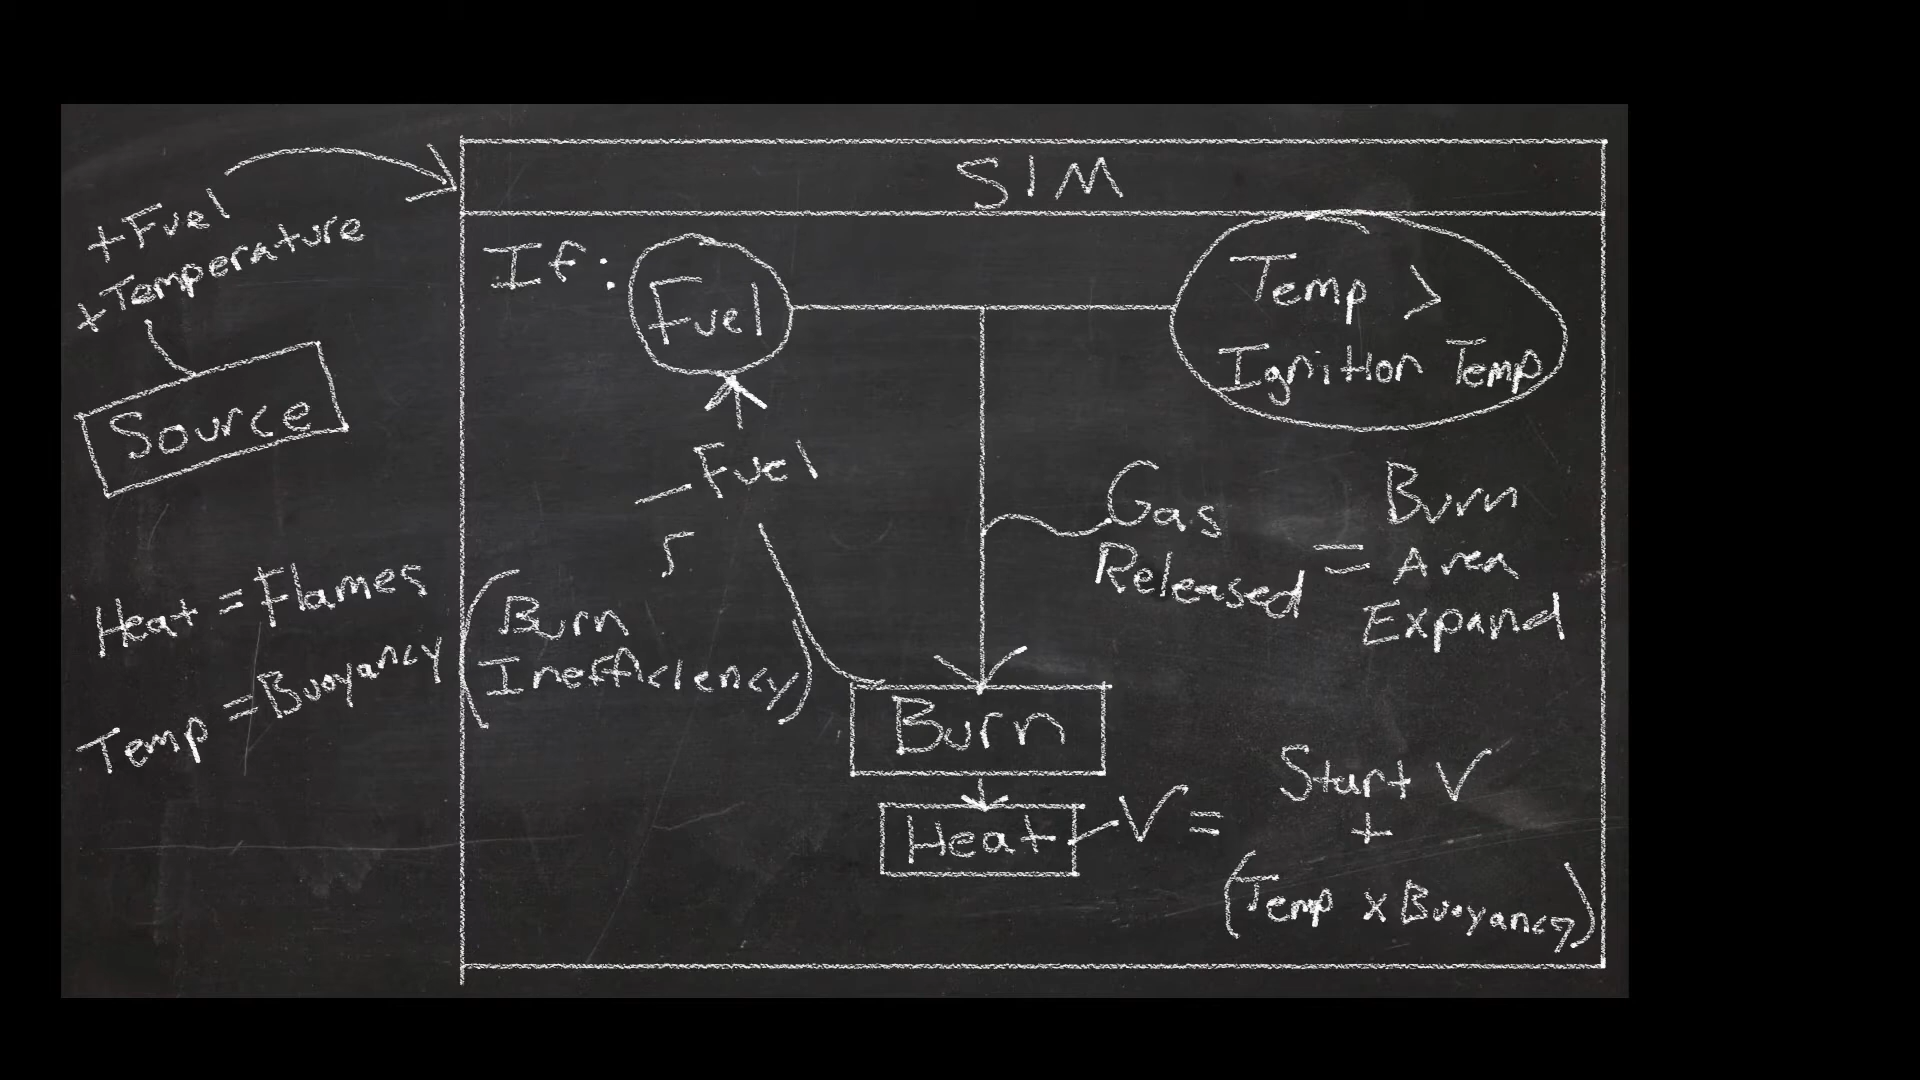 SIM
+Fuel
+Temperature
Source
Heat = Flames
Temp = Buoyancy
If:
Fuel
Temp >
Ignition Temp
-Fuel
(Burn
Inefficiency)
Gas
Released
=
Burn
Area
Expand
Burn
Heat
V =
Start V
+
(Temp x Buoyancy)